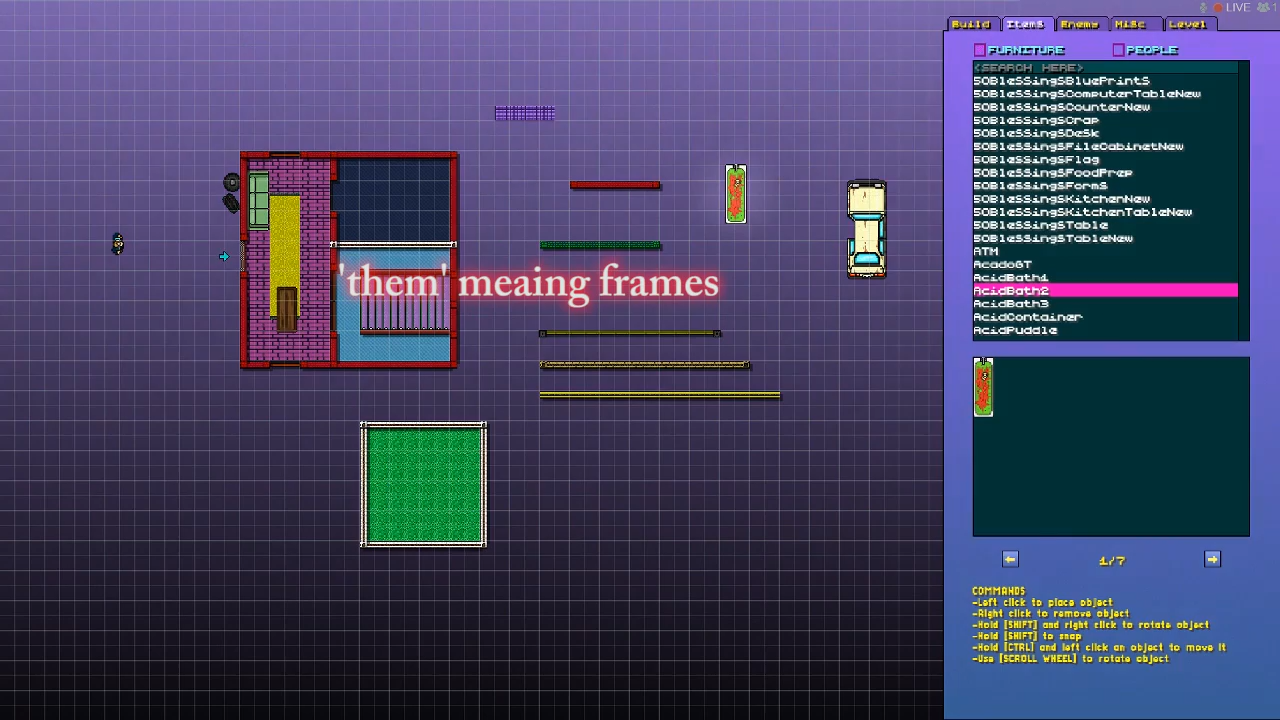 LIVE 1
Build Items Enemy Misc Level
FURNITURE PEOPLE
<SEARCH HERE>
50BlessingsBluePrints
50BlessingsComputerTableNew
50BlessingsCounterNew
50BlessingsCrap
50BlessingsDesk
50BlessingsFileCabinetNew
50BlessingsFlag
50BlessingsFoodPrep
50BlessingsForms
50BlessingsKitchenNew
50BlessingsKitchenTableNew
50BlessingsTable
50BlessingsTableNew
ATM
AcadoGT
AcidBath1
AcidBath2
AcidBath3
AcidContainer
AcidPuddle
'them' meaing frames
1/7
COMMANDS
-Left click to place object
-Right click to remove object
-Hold [SHIFT] and right click to rotate object
-Hold [SHIFT] to snap
-Hold [CTRL] and left click an object to move it
-Use [SCROLL WHEEL] to rotate object